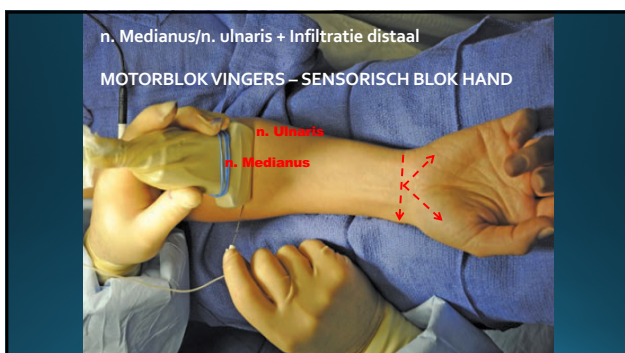 n. Medianus/n. ulnaris + Infiltratie distaal
MOTORBLOK VINGERS – SENSORISCH BLOK HAND
n. Ulnaris
n. Medianus